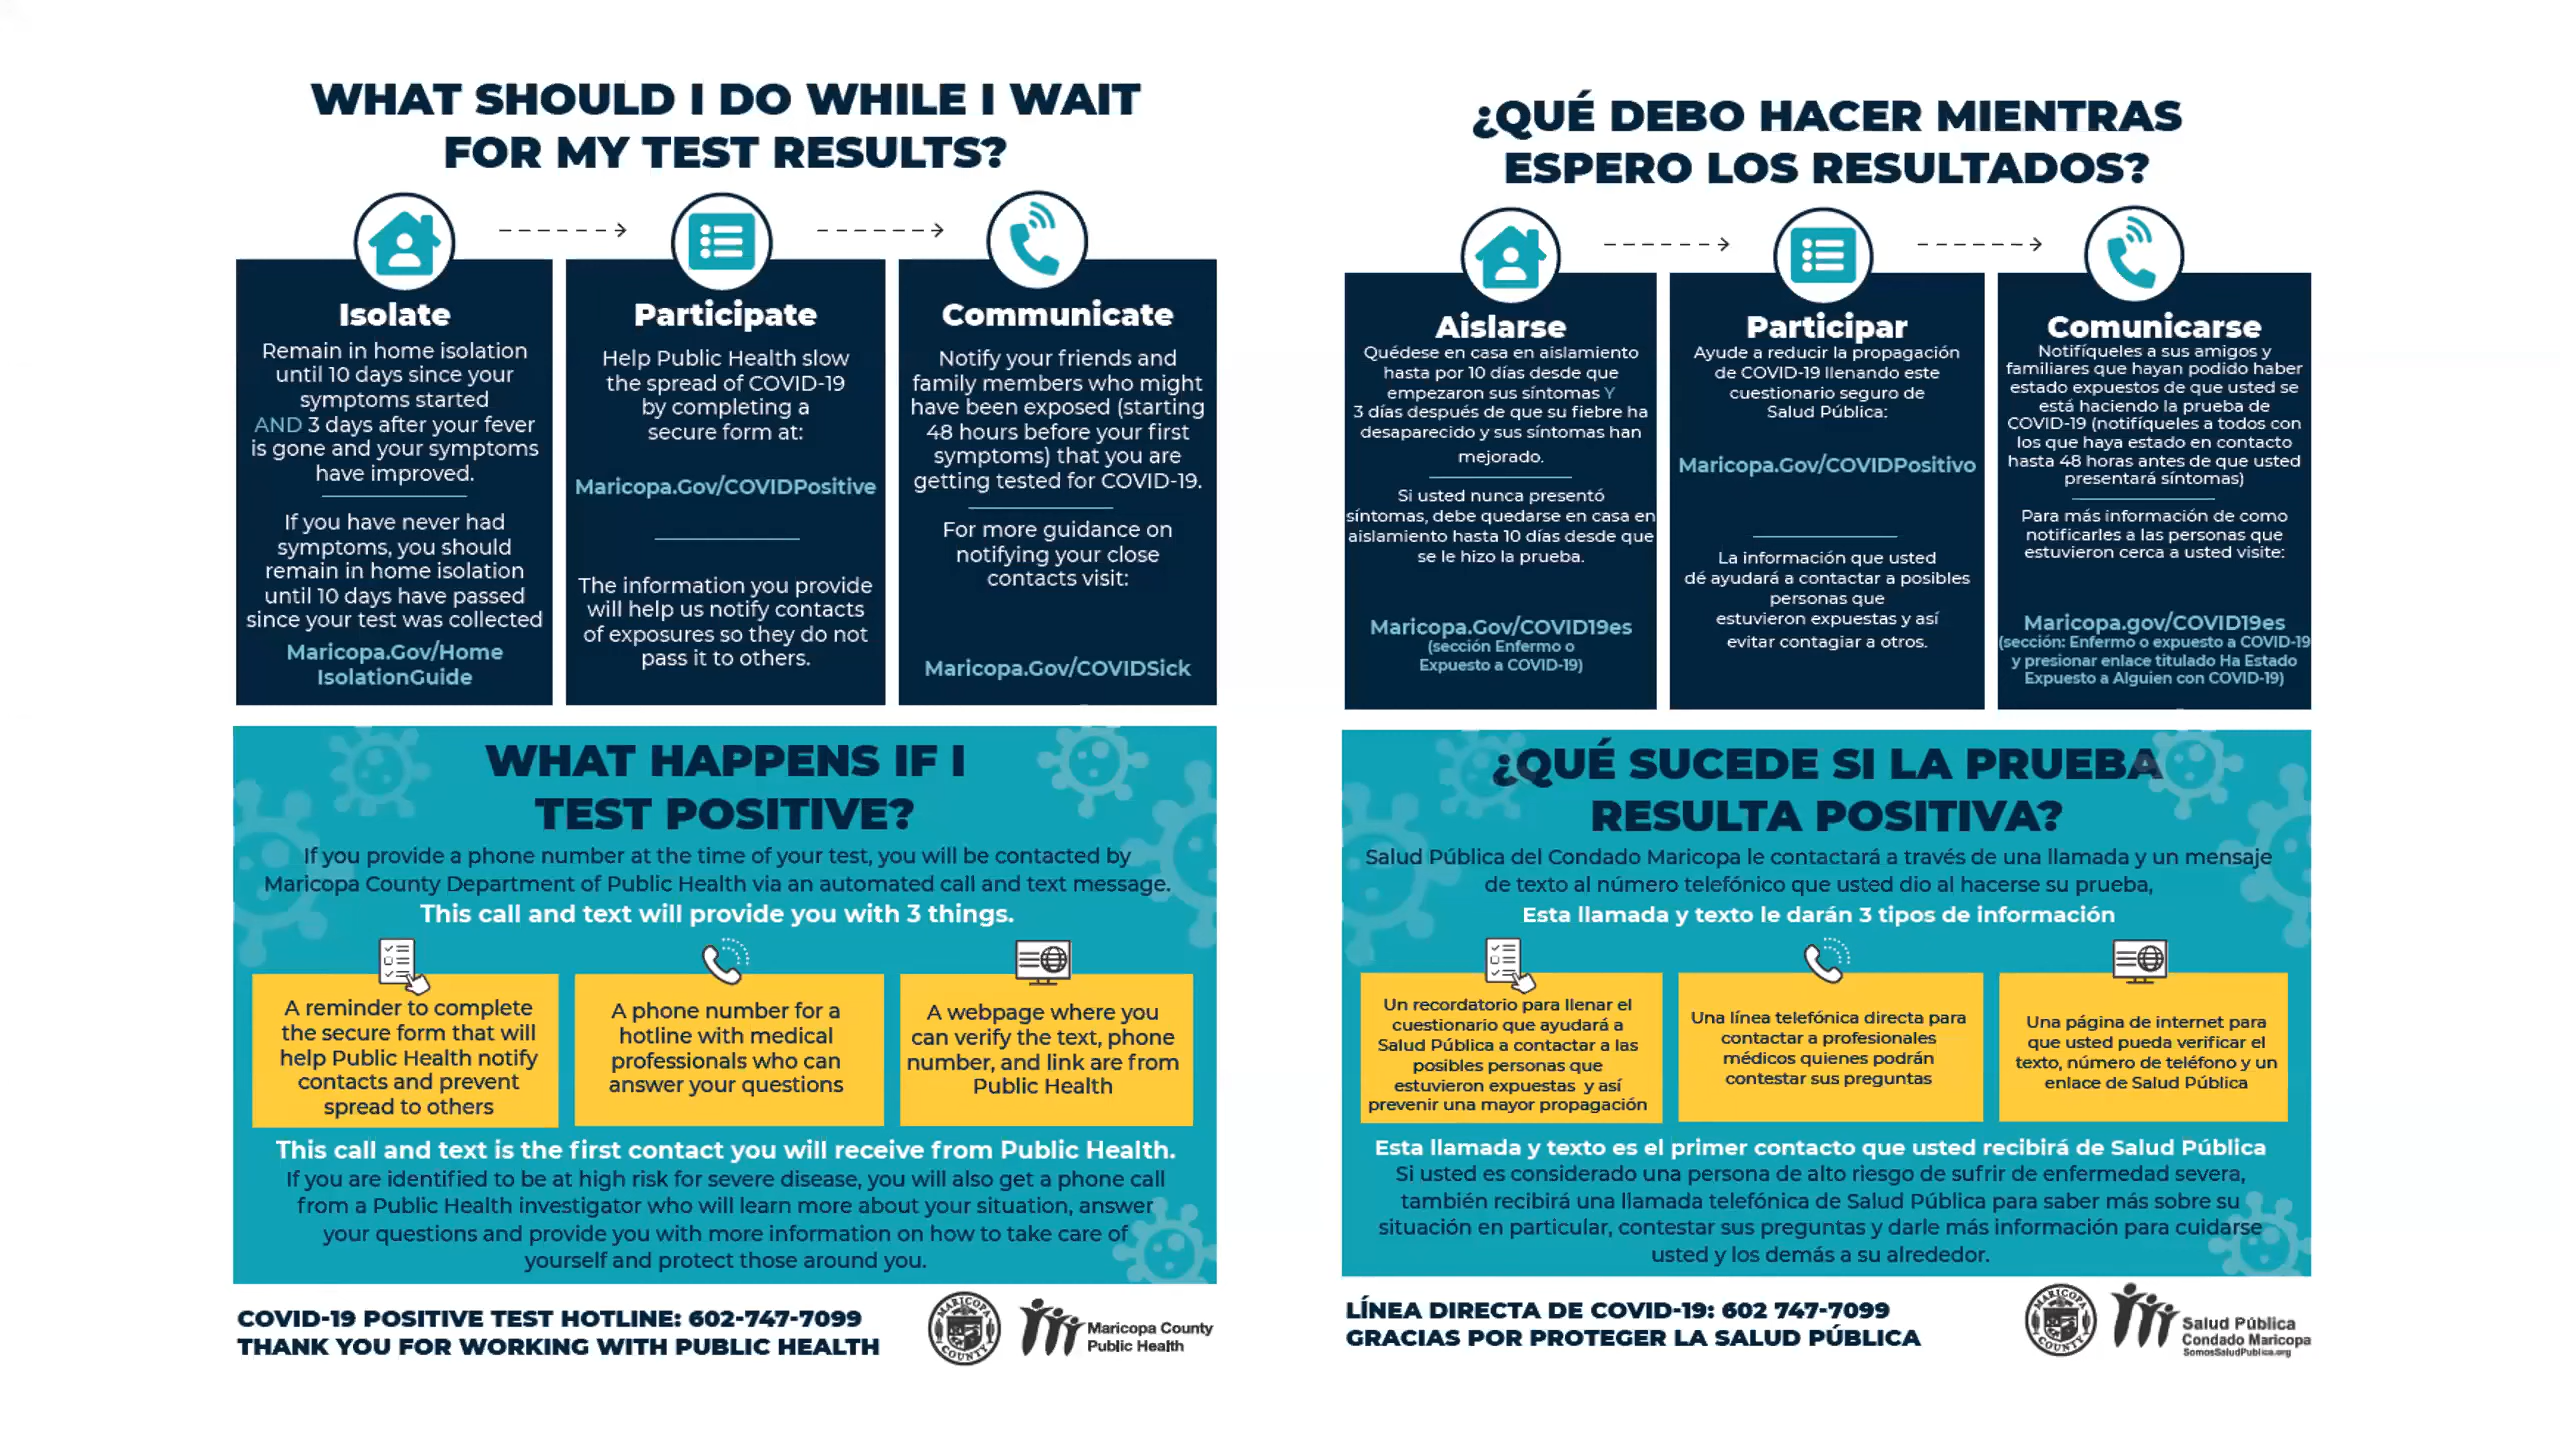 WHAT SHOULD I DO WHILE I WAIT
FOR MY TEST RESULTS?
Isolate
Remain in home isolation
until 10 days since your
symptoms started
AND 3 days after your fever
is gone and your symptoms
have improved.
If you have never had
symptoms, you should
remain in home isolation
until 10 days have passed
since your test was collected
Maricopa.Gov/Home
IsolationGuide
Participate
Help Public Health slow
the spread of COVID-19
by completing a
secure form at:
Maricopa.Gov/COVIDPositive
The information you provide
will help us notify contacts
of exposures so they do not
pass it to others.
Communicate
Notify your friends and
family members who might
have been exposed (starting
48 hours before your first
symptoms) that you are
getting tested for COVID-19.
For more guidance on
notifying your close
contacts visit:
Maricopa.Gov/COVIDSick
WHAT HAPPENS IF I
TEST POSITIVE?
If you provide a phone number at the time of your test, you will be contacted by
Maricopa County Department of Public Health via an automated call and text message.
This call and text will provide you with 3 things.
A reminder to complete
the secure form that will
help Public Health notify
contacts and prevent
spread to others
A phone number for a
hotline with medical
professionals who can
answer your questions
A webpage where you
can verify the text, phone
number, and link are from
Public Health
This call and text is the first contact you will receive from Public Health.
If you are identified to be at high risk for severe disease, you will also get a phone call
from a Public Health investigator who will learn more about your situation, answer
your questions and provide you with more information on how to take care of
yourself and protect those around you.
COVID-19 POSITIVE TEST HOTLINE: 602-747-7099
THANK YOU FOR WORKING WITH PUBLIC HEALTH
MARICOPA
COUNTY
Maricopa County
Public Health
¿QUÉ DEBO HACER MIENTRAS
ESPERO LOS RESULTADOS?
Aislarse
Quédese en casa en aislamiento
hasta por 10 días desde que
empezaron sus síntomas Y
3 días después de que su fiebre ha
desaparecido y sus síntomas han
mejorado.
Si usted nunca presentó
síntomas, debe quedarse en casa en
aislamiento hasta 10 días desde que
se le hizo la prueba.
Maricopa.Gov/COVID19es
(sección Enfermo o
Expuesto a COVID-19)
Participar
Ayude a reducir la propagación
de COVID-19 llenando este
cuestionario seguro de
Salud Pública:
Maricopa.Gov/COVIDPositivo
La información que usted
dé ayudará a contactar a posibles
personas que
estuvieron expuestas y así
evitar contagiar a otros.
Comunicarse
Notifíqueles a sus amigos y
familiares que hayan podido haber
estado expuestos de que usted se
está haciendo la prueba de
COVID-19 (notifíqueles a todos con
los que haya estado en contacto
hasta 48 horas antes de que usted
presentará síntomas)
Para más información de como
notificarles a las personas que
estuvieron cerca a usted visite:
Maricopa.gov/COVID19es
(sección: Enfermo o expuesto a COVID-19
y presionar enlace titulado Ha Estado
Expuesto a Alguien con COVID-19)
¿QUÉ SUCEDE SI LA PRUEBA
RESULTA POSITIVA?
Salud Pública del Condado Maricopa le contactará a través de una llamada y un mensaje
de texto al número telefónico que usted dio al hacerse su prueba,
Esta llamada y texto le darán 3 tipos de información
Un recordatorio para llenar el
cuestionario que ayudará a
Salud Pública a contactar a las
posibles personas que
estuvieron expuestas y así
prevenir una mayor propagación
Una línea telefónica directa para
contactar a profesionales
médicos quienes podrán
contestar sus preguntas
Una página de internet para
que usted pueda verificar el
texto, número de teléfono y un
enlace de Salud Pública
Esta llamada y texto es el primer contacto que usted recibirá de Salud Pública
Si usted es considerado una persona de alto riesgo de sufrir de enfermedad severa,
también recibirá una llamada telefónica de Salud Pública para saber más sobre su
situación en particular, contestar sus preguntas y darle más información para cuidarse
usted y los demás a su alrededor.
LÍNEA DIRECTA DE COVID-19: 602 747-7099
GRACIAS POR PROTEGER LA SALUD PÚBLICA
MARICOPA
COUNTY
Salud Pública
Condado Maricopa
SomosSaludPublica.org